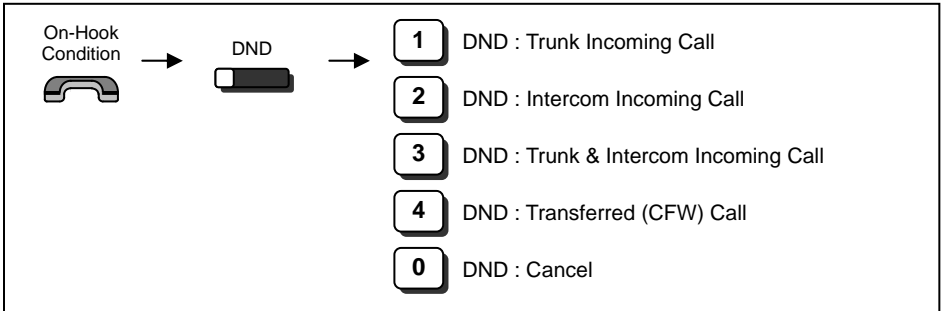 On-Hook
Condition
DND
1 DND : Trunk Incoming Call
2 DND : Intercom Incoming Call
3 DND : Trunk & Intercom Incoming Call
4 DND : Transferred (CFW) Call
0 DND : Cancel